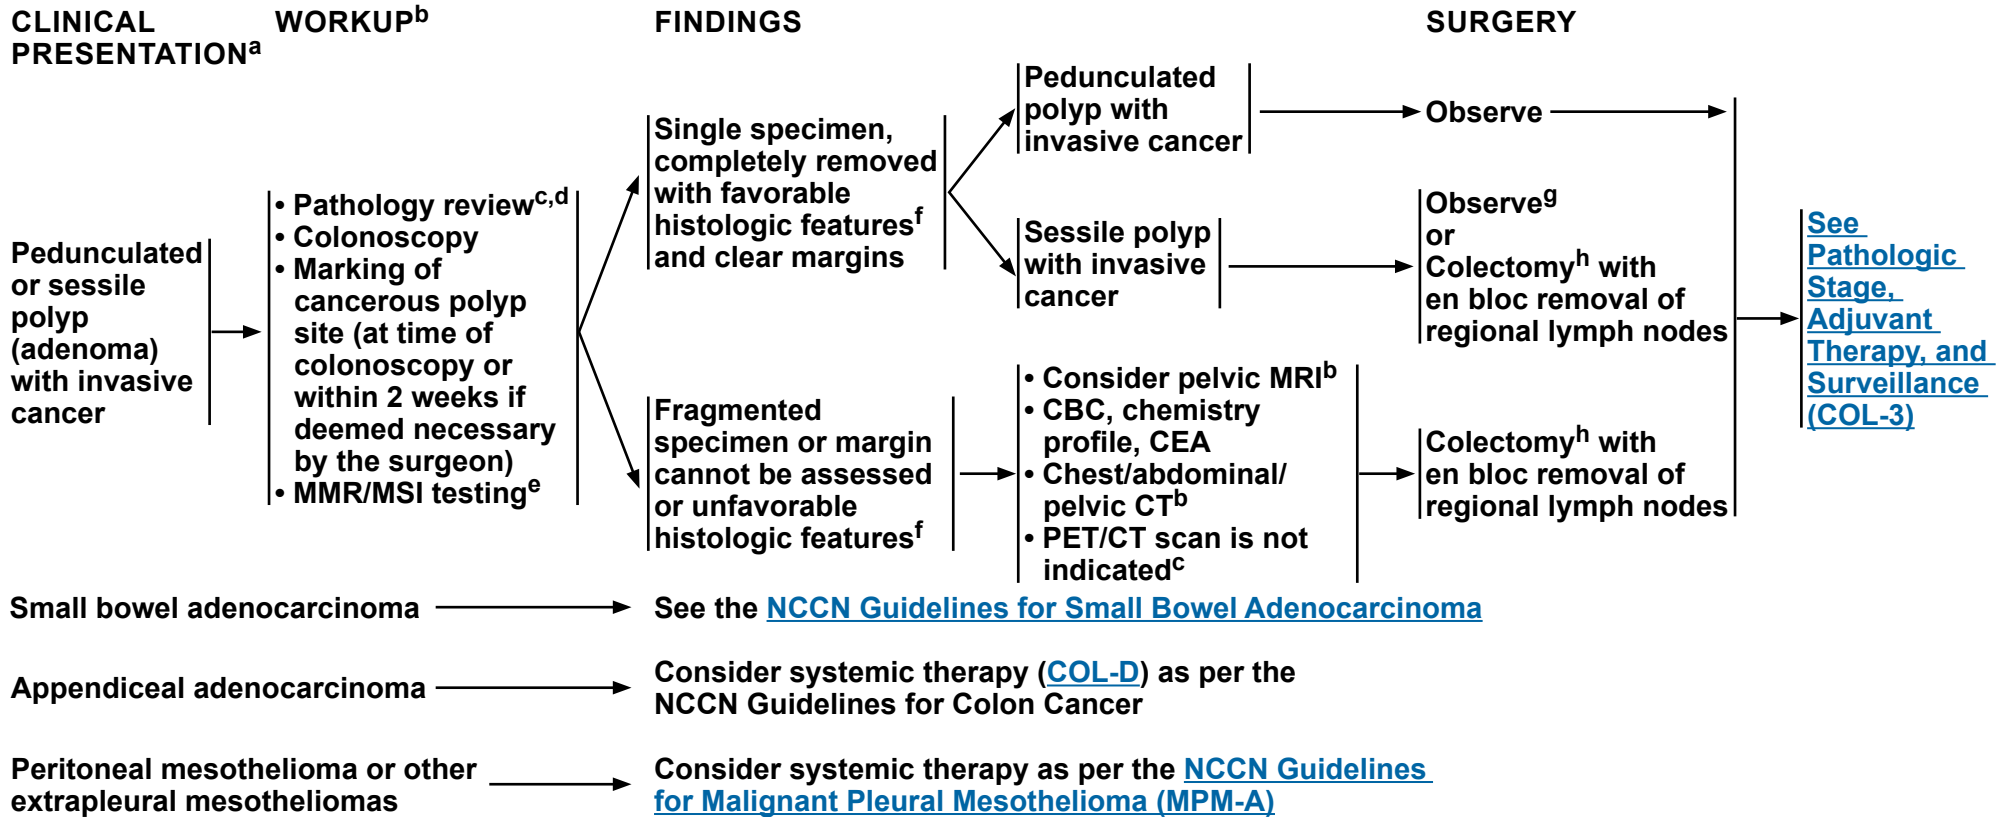 CLINICAL
PRESENTATIONa
WORKUPb
FINDINGS
SURGERY
Pedunculated
or sessile
polyp
(adenoma)
with invasive
cancer
• Pathology reviewc,d
• Colonoscopy
• Marking of
cancerous polyp
site (at time of
colonoscopy or
within 2 weeks if
deemed necessary
by the surgeon)
• MMR/MSI testinge
Single specimen,
completely removed
with favorable
histologic featuresf
and clear margins
Pedunculated
polyp with
invasive cancer
Observe
Sessile polyp
with invasive
cancer
Observeg
or
Colectomyh with
en bloc removal of
regional lymph nodes
Fragmented
specimen or margin
cannot be assessed
or unfavorable
histologic featuresf
• Consider pelvic MRIb
• CBC, chemistry
profile, CEA
• Chest/abdominal/
pelvic CTb
• PET/CT scan is not
indicatedc
Colectomyh with
en bloc removal of
regional lymph nodes
See
Pathologic
Stage,
Adjuvant
Therapy, and
Surveillance
(COL-3)
Small bowel adenocarcinoma
See the NCCN Guidelines for Small Bowel Adenocarcinoma
Appendiceal adenocarcinoma
Consider systemic therapy (COL-D) as per the
NCCN Guidelines for Colon Cancer
Peritoneal mesothelioma or other
extrapleural mesotheliomas
Consider systemic therapy as per the NCCN Guidelines
for Malignant Pleural Mesothelioma (MPM-A)